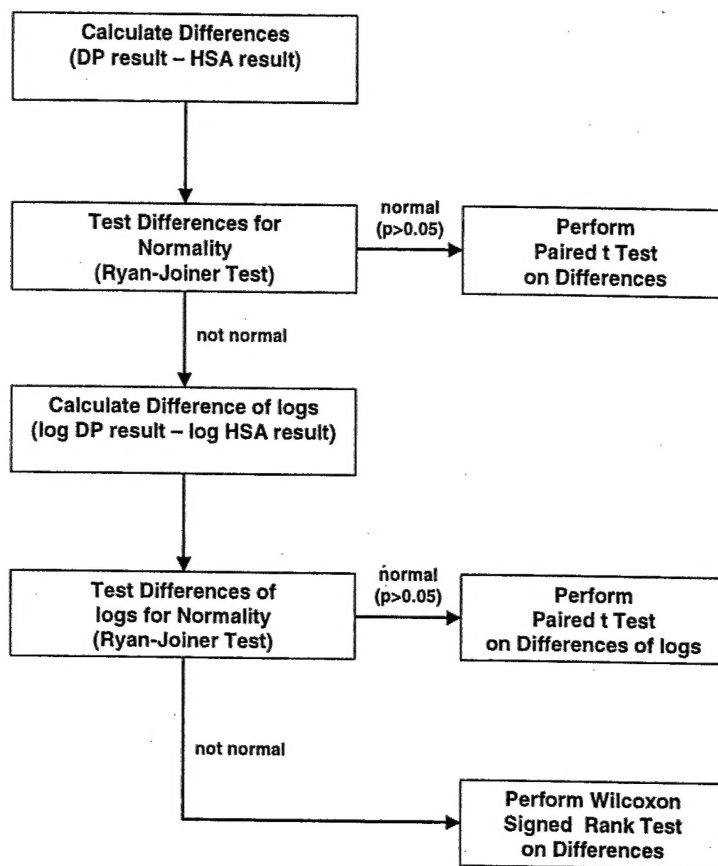 Calculate Differences
(DP result – HSA result)
Test Differences for
Normality
(Ryan-Joiner Test)
normal
(p>0.05)
Perform
Paired t Test
on Differences
not normal
Calculate Difference of logs
(log DP result – log HSA result)
Test Differences of
logs for Normality
(Ryan-Joiner Test)
normal
(p>0.05)
Perform
Paired t Test
on Differences of logs
not normal
Perform Wilcoxon
Signed Rank Test
on Differences